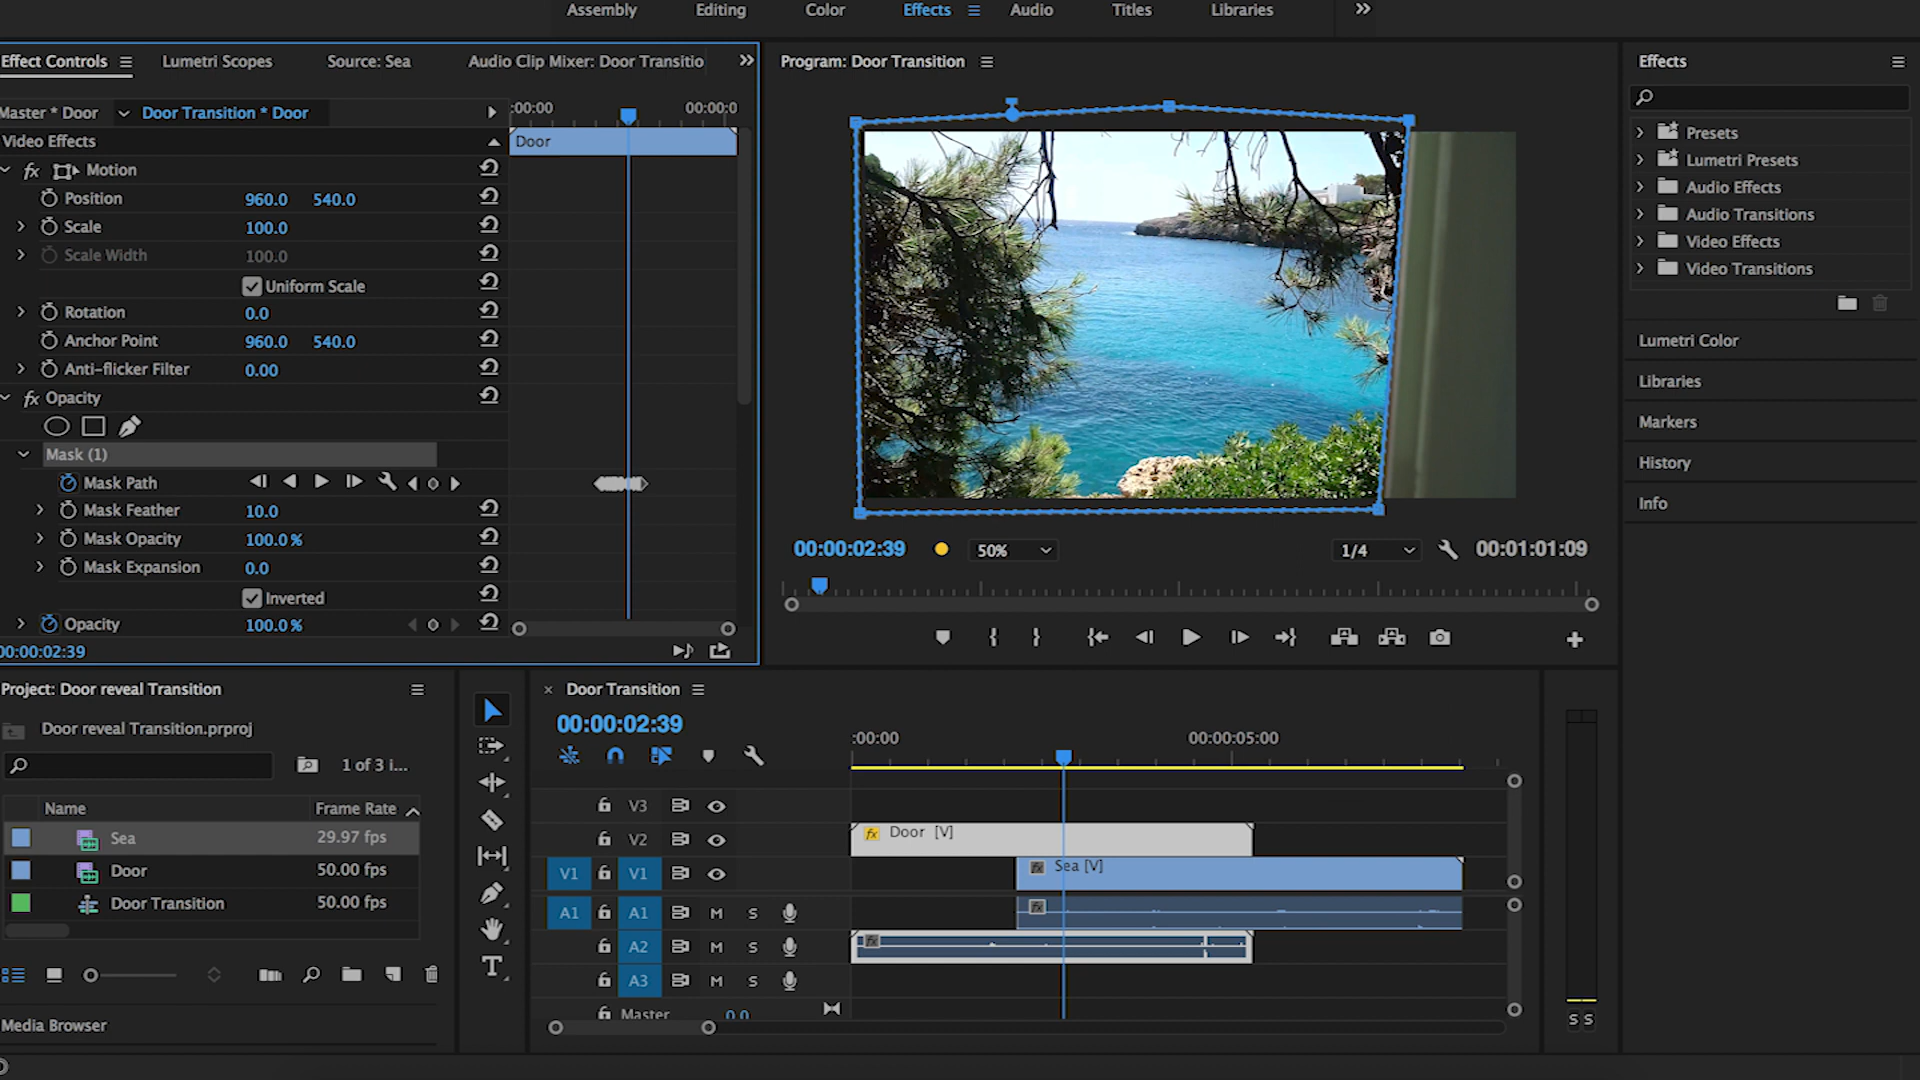 Assembly Editing Color Effects Audio Titles Libraries
Effect Controls Lumetri Scopes Source: Sea Audio Clip Mixer: Door Transitio
Master * Door Door Transition * Door
:00:00 00:00:0
Video Effects
Door
fx Motion
Position 960.0 540.0
Scale 100.0
Scale Width 100.0
Uniform Scale
Rotation 0.0
Anchor Point 960.0 540.0
Anti-flicker Filter 0.00
fx Opacity
Mask (1)
Mask Path
Mask Feather 10.0
Mask Opacity 100.0 %
Mask Expansion 0.0
Inverted
Opacity 100.0 %
00:00:02:39
Program: Door Transition
00:00:02:39 50% 1/4 00:01:01:09
Effects
Presets
Lumetri Presets
Audio Effects
Audio Transitions
Video Effects
Video Transitions
Lumetri Color
Libraries
Markers
History
Info
Project: Door reveal Transition
Door reveal Transition.prproj
1 of 3 i...
Name Frame Rate
Sea 29.97 fps
Door 50.00 fps
Door Transition 50.00 fps
Media Browser
× Door Transition
00:00:02:39
:00:00 00:00:05:00
V3
V2
fx Door [V]
V1 V1
fx Sea [V]
A1 A1 M S
fx
A2 M S
fx
A3 M S
Master 0.0
S S
T